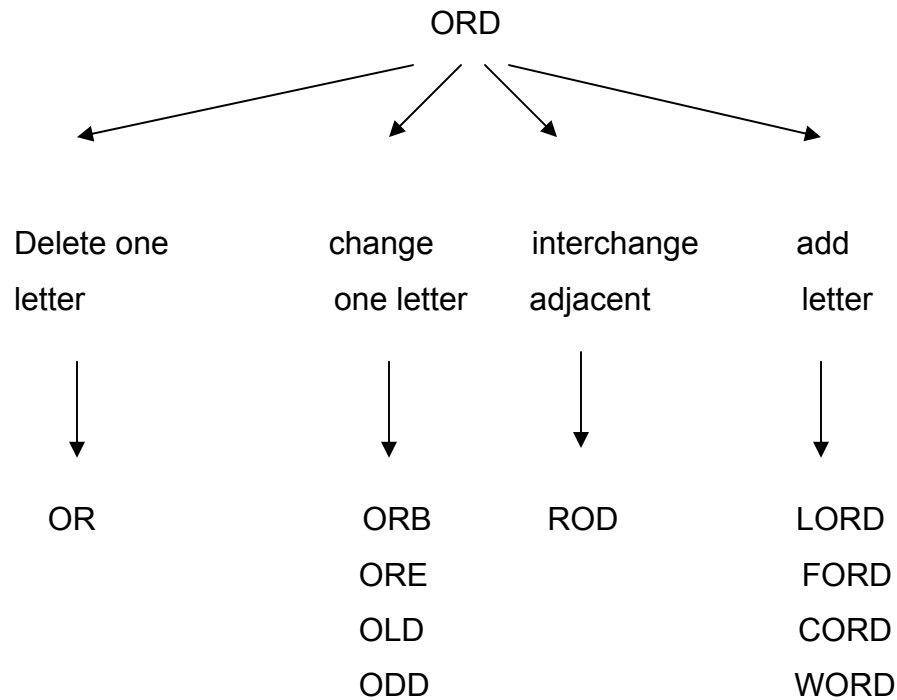 ORD
Delete one change interchange add
letter one letter adjacent letter
OR ORB ROD LORD
ORE FORD
OLD CORD
ODD WORD